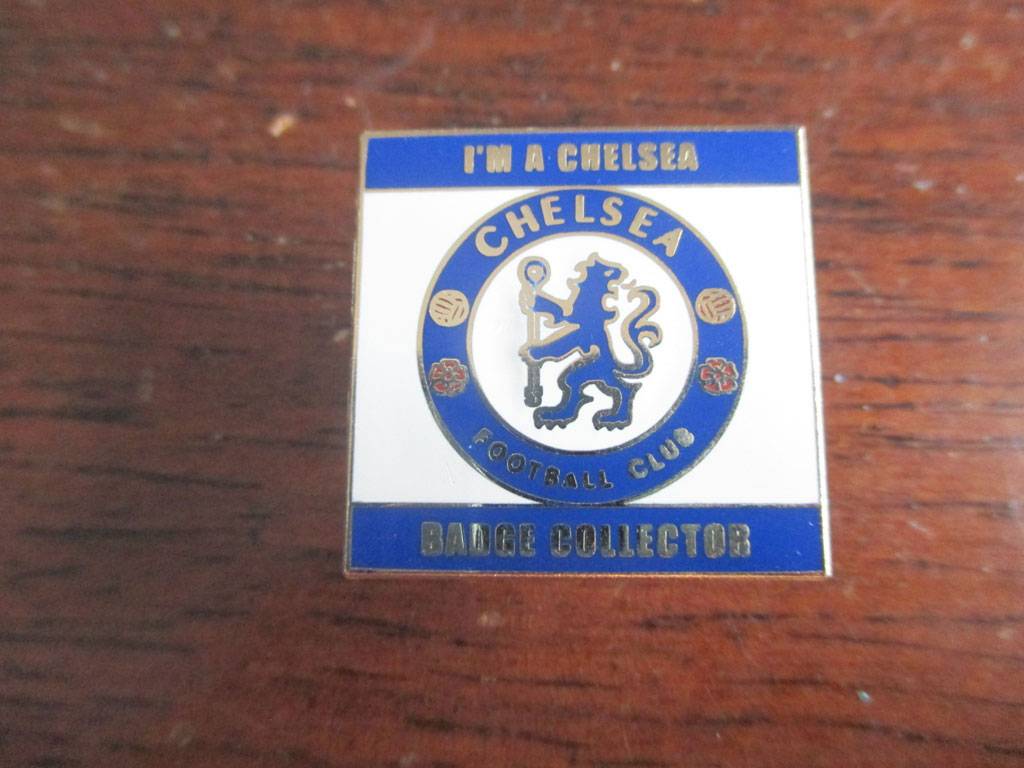 I'M A CHELSEA
CHELSEA
FOOTBALL CLUB
BADGE COLLECTOR